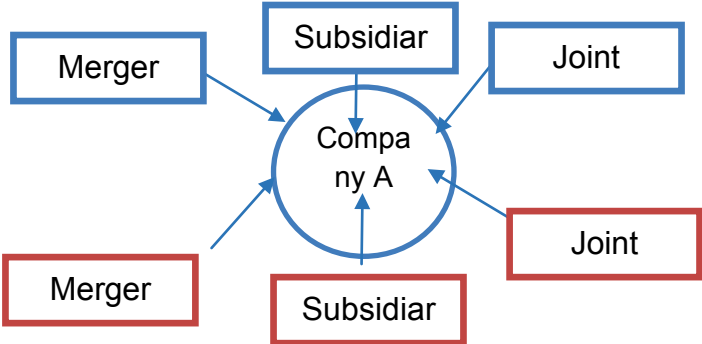 Merger
Subsidiar
Joint
Compa
ny A
Merger
Subsidiar
Joint